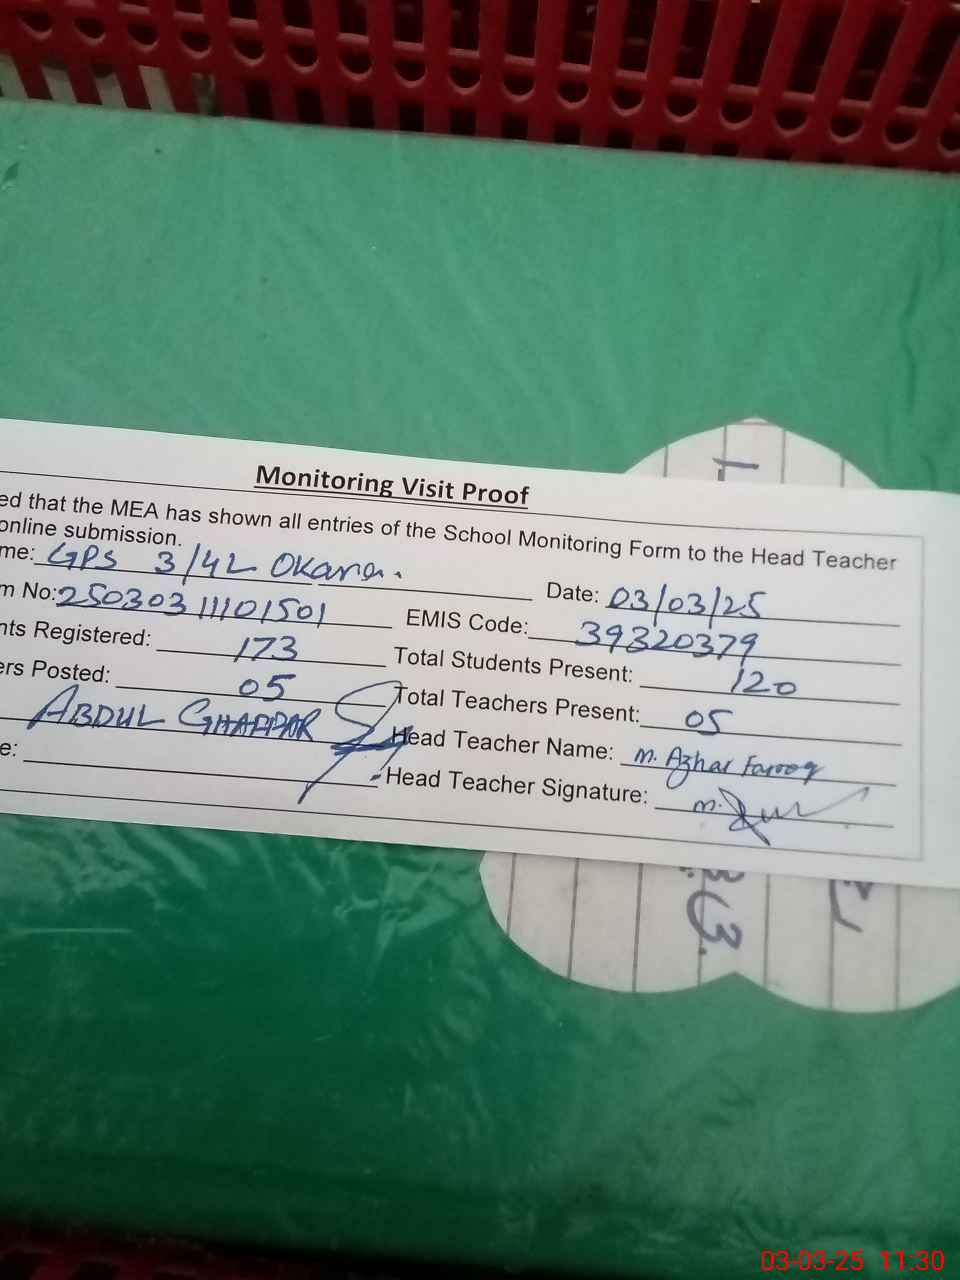 Monitoring Visit Proof
ed that the MEA has shown all entries of the School Monitoring Form to the Head Teacher
online submission.
me: GPS 3/4L Okara. Date: 03/03/25
m No: 25030311101501 EMIS Code: 39320379
nts Registered: 173 Total Students Present: 120
ers Posted: 05 Total Teachers Present: 05
ABDUL GHAFFAR Head Teacher Name: M. Azhar Farooq
e: Head Teacher Signature:
03-03-25 11:30